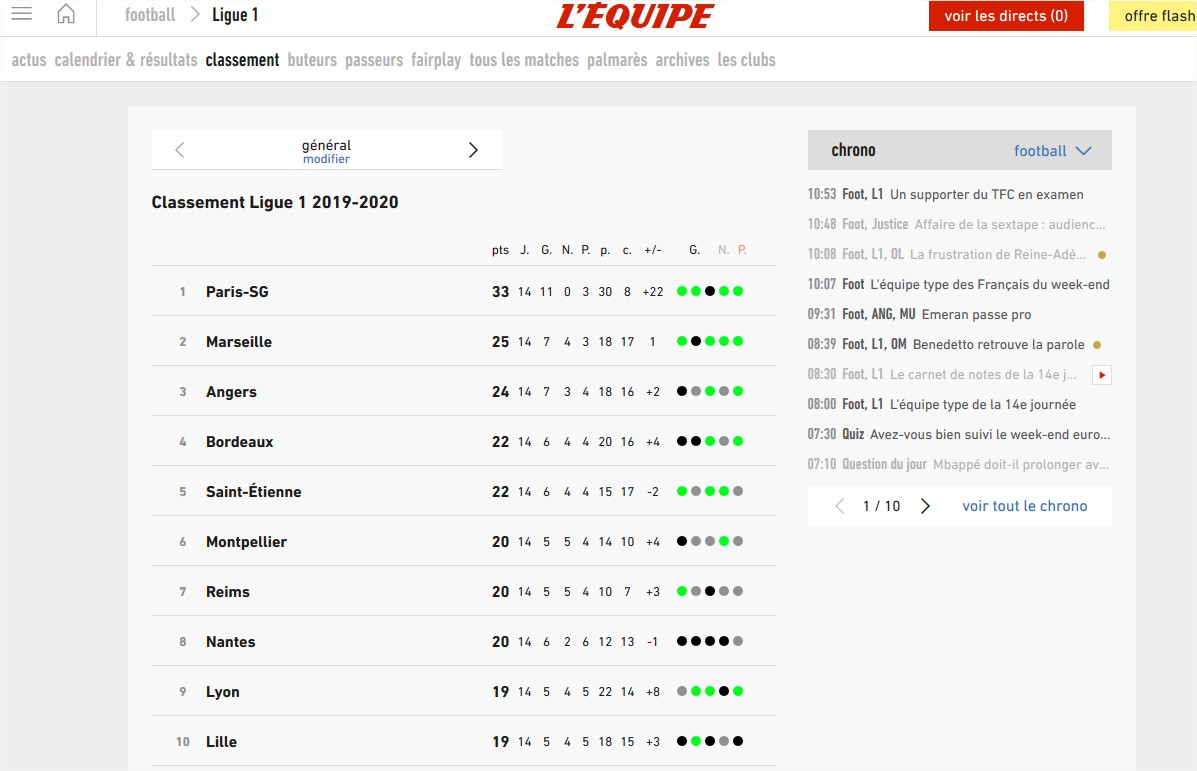 football Ligue 1 L'ÉQUIPE voir les directs (0) offre flash
actus calendrier & résultats classement buteurs passeurs fairplay tous les matches palmarès archives les clubs
général
modifier
Classement Ligue 1 2019-2020
pts J. G. N. P. p. c. +/- G. N. P.
1 Paris-SG 33 14 11 0 3 30 8 +22
2 Marseille 25 14 7 4 3 18 17 1
3 Angers 24 14 7 3 4 18 16 +2
4 Bordeaux 22 14 6 4 4 20 16 +4
5 Saint-Étienne 22 14 6 4 4 15 17 -2
6 Montpellier 20 14 5 5 4 14 10 +4
7 Reims 20 14 5 5 4 10 7 +3
8 Nantes 20 14 6 2 6 12 13 -1
9 Lyon 19 14 5 4 5 22 14 +8
10 Lille 19 14 5 4 5 18 15 +3
chrono football
10:53 Foot, L1 Un supporter du TFC en examen
10:48 Foot, Justice Affaire de la sextape : audienc...
10:08 Foot, L1, OL La frustration de Reine-Adé...
10:07 Foot L'équipe type des Français du week-end
09:31 Foot, ANG, MU Emeran passe pro
08:39 Foot, L1, OM Benedetto retrouve la parole
08:30 Foot, L1 Le carnet de notes de la 14e j...
08:00 Foot, L1 L'équipe type de la 14e journée
07:30 Quiz Avez-vous bien suivi le week-end euro...
07:10 Question du jour Mbappé doit-il prolonger av...
1 / 10 voir tout le chrono